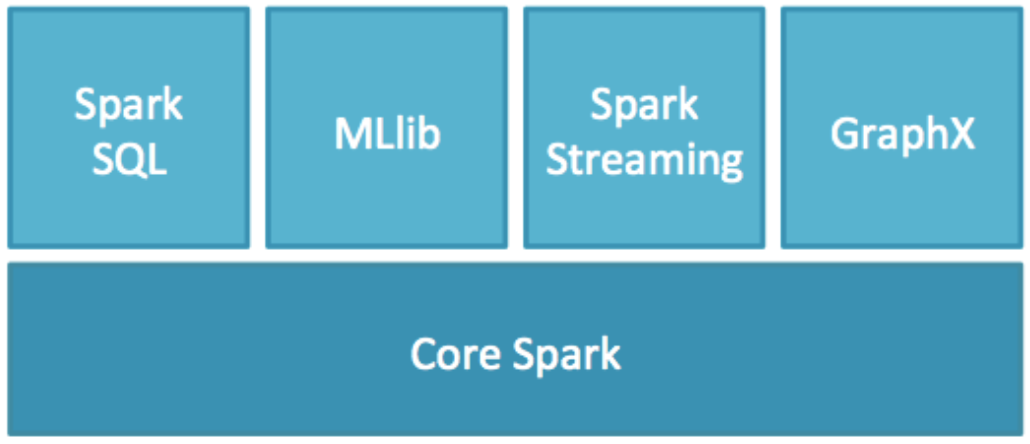 Spark
SQL
MLlib
Spark
Streaming
GraphX
Core Spark